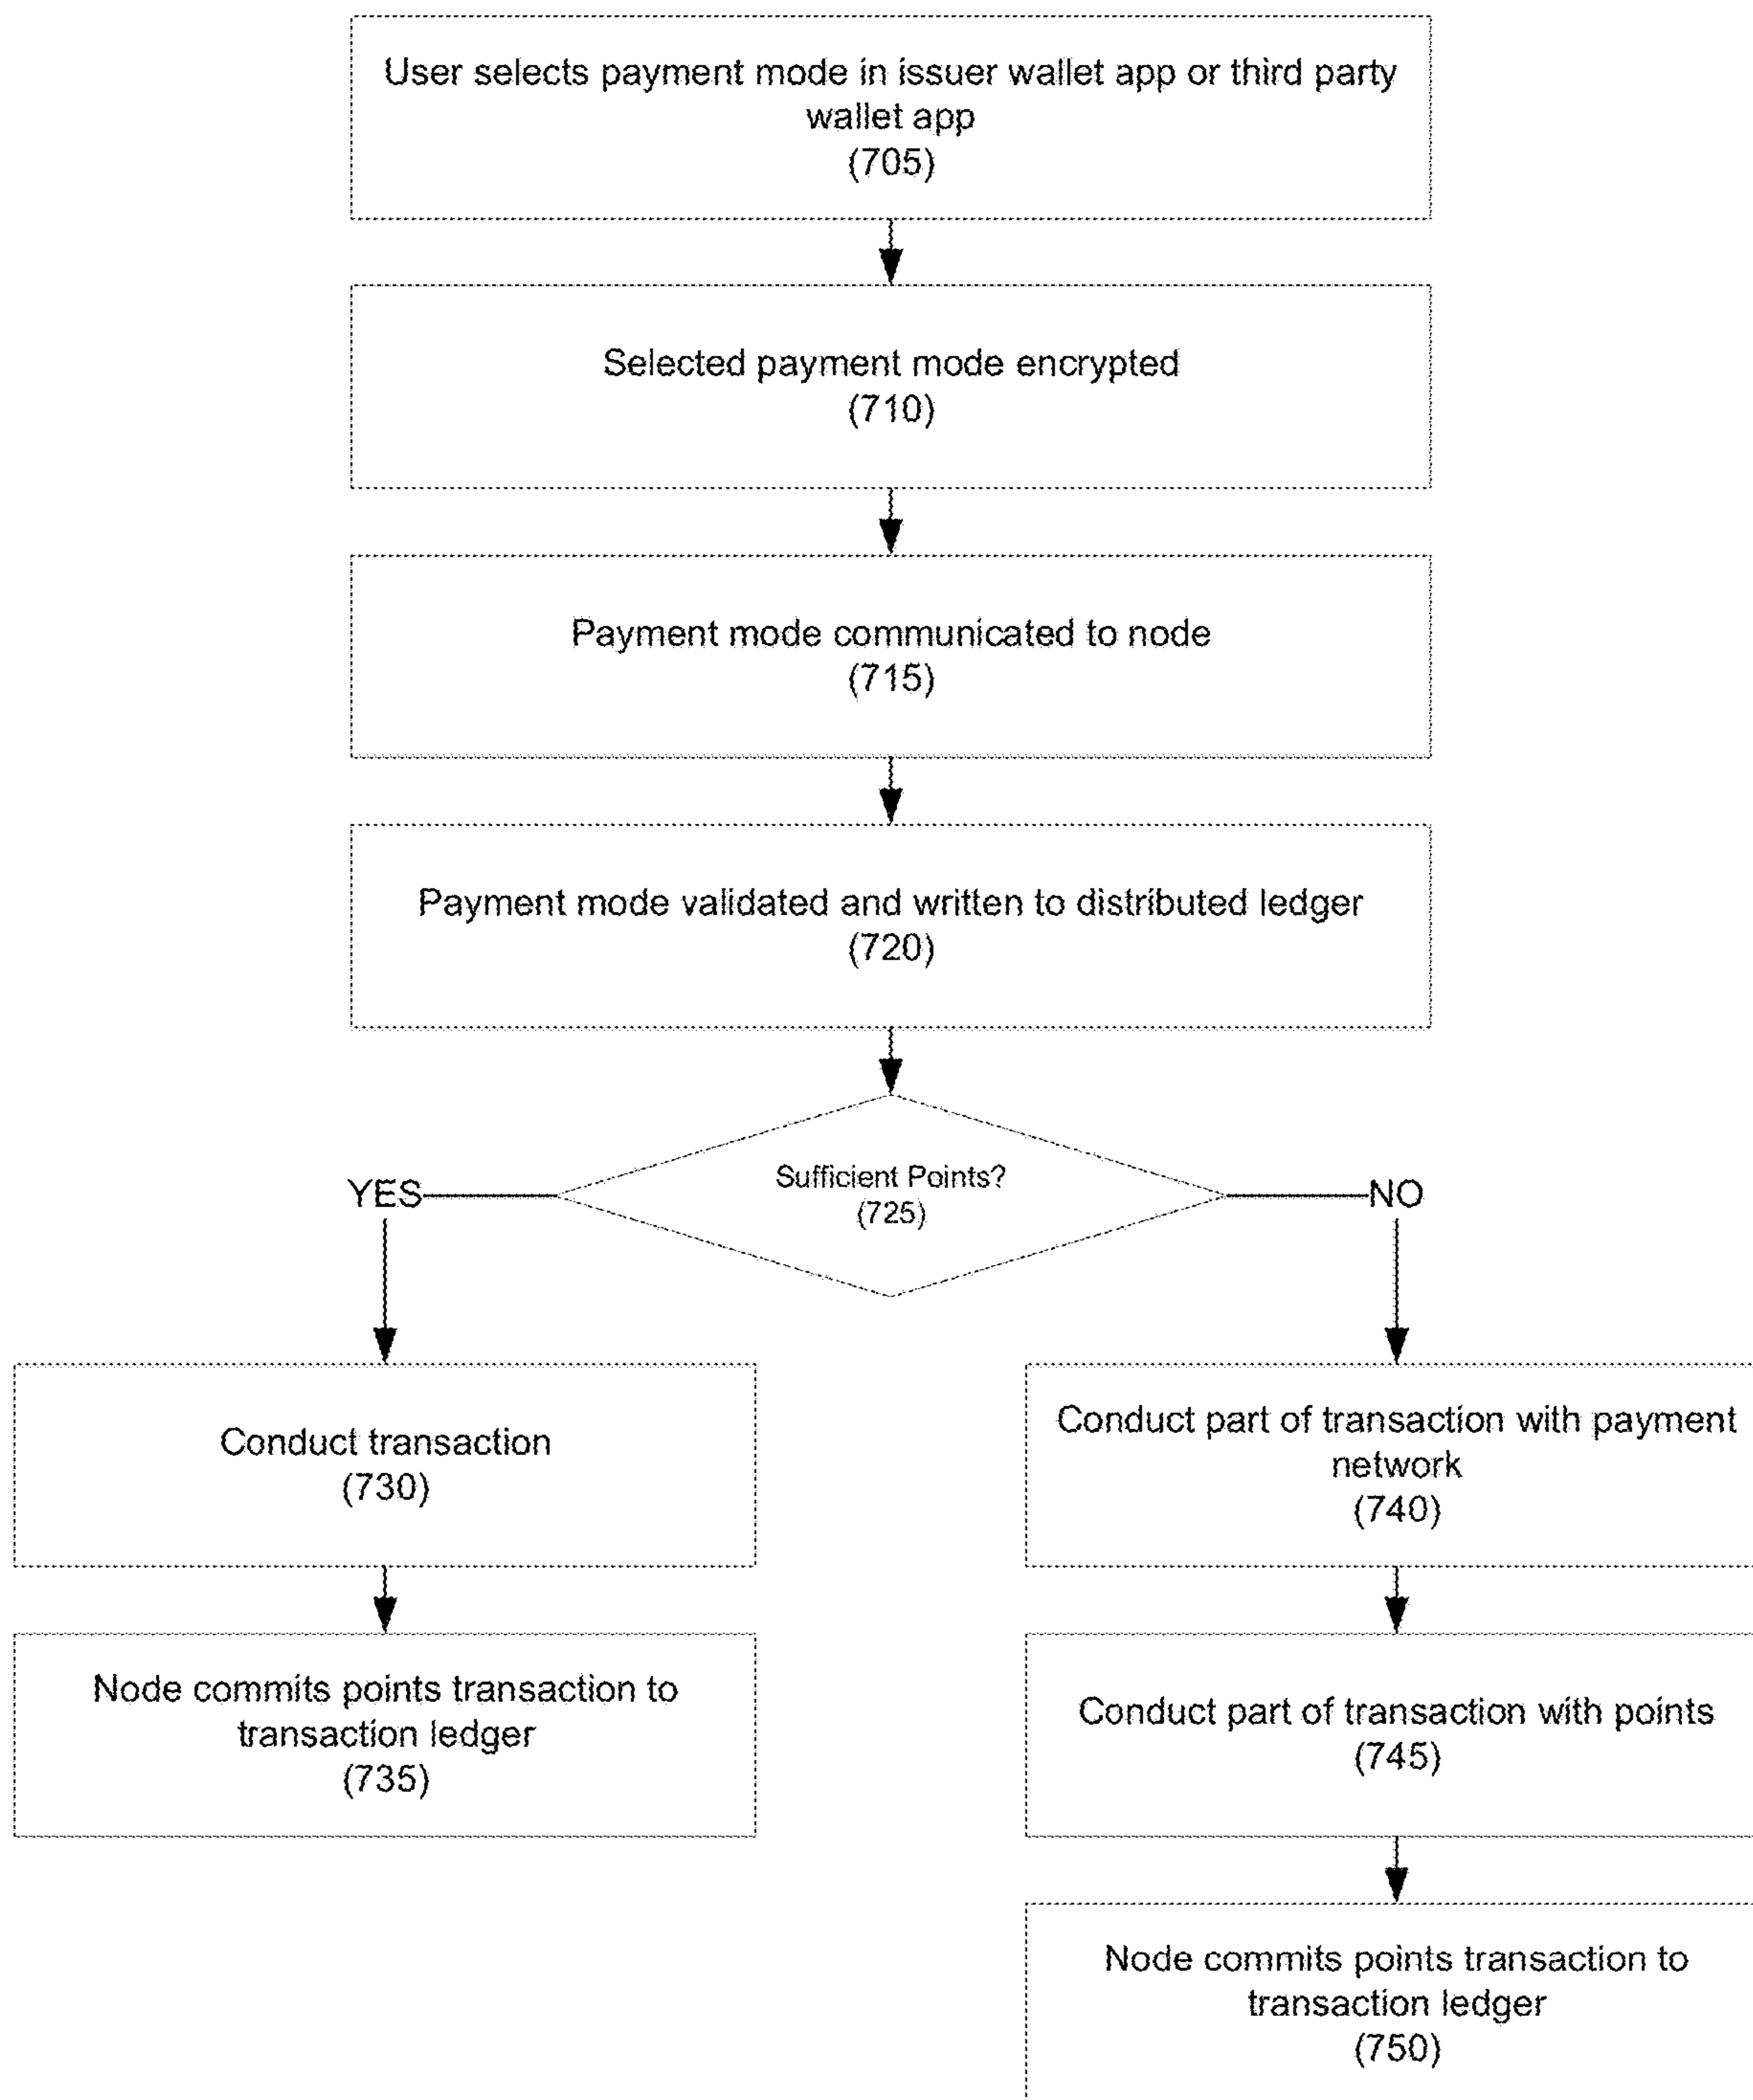 User selects payment mode in issuer wallet app or third party
wallet app
(705)
Selected payment mode encrypted
(710)
Payment mode communicated to node
(715)
Payment mode validated and written to distributed ledger
(720)
Sufficient Points?
(725)
YES
NO
Conduct transaction
(730)
Node commits points transaction to
transaction ledger
(735)
Conduct part of transaction with payment
network
(740)
Conduct part of transaction with points
(745)
Node commits points transaction to
transaction ledger
(750)